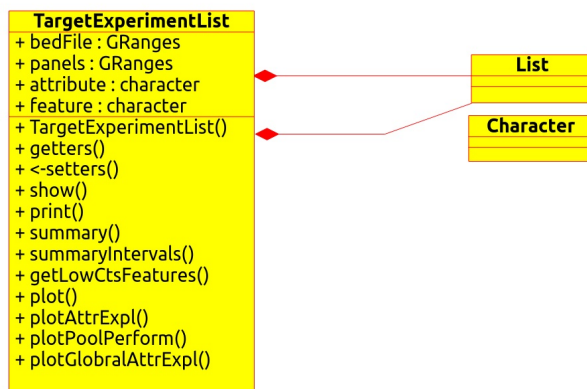 TargetExperimentList
+ bedFile : GRanges
+ panels : GRanges
+ attribute : character
+ feature : character
+ TargetExperimentList()
+ getters()
+ <-setters()
+ show()
+ print()
+ summary()
+ summaryIntervals()
+ getLowCtsFeatures()
+ plot()
+ plotAttrExpl()
+ plotPoolPerform()
+ plotGlobralAttrExpl()
List
Character